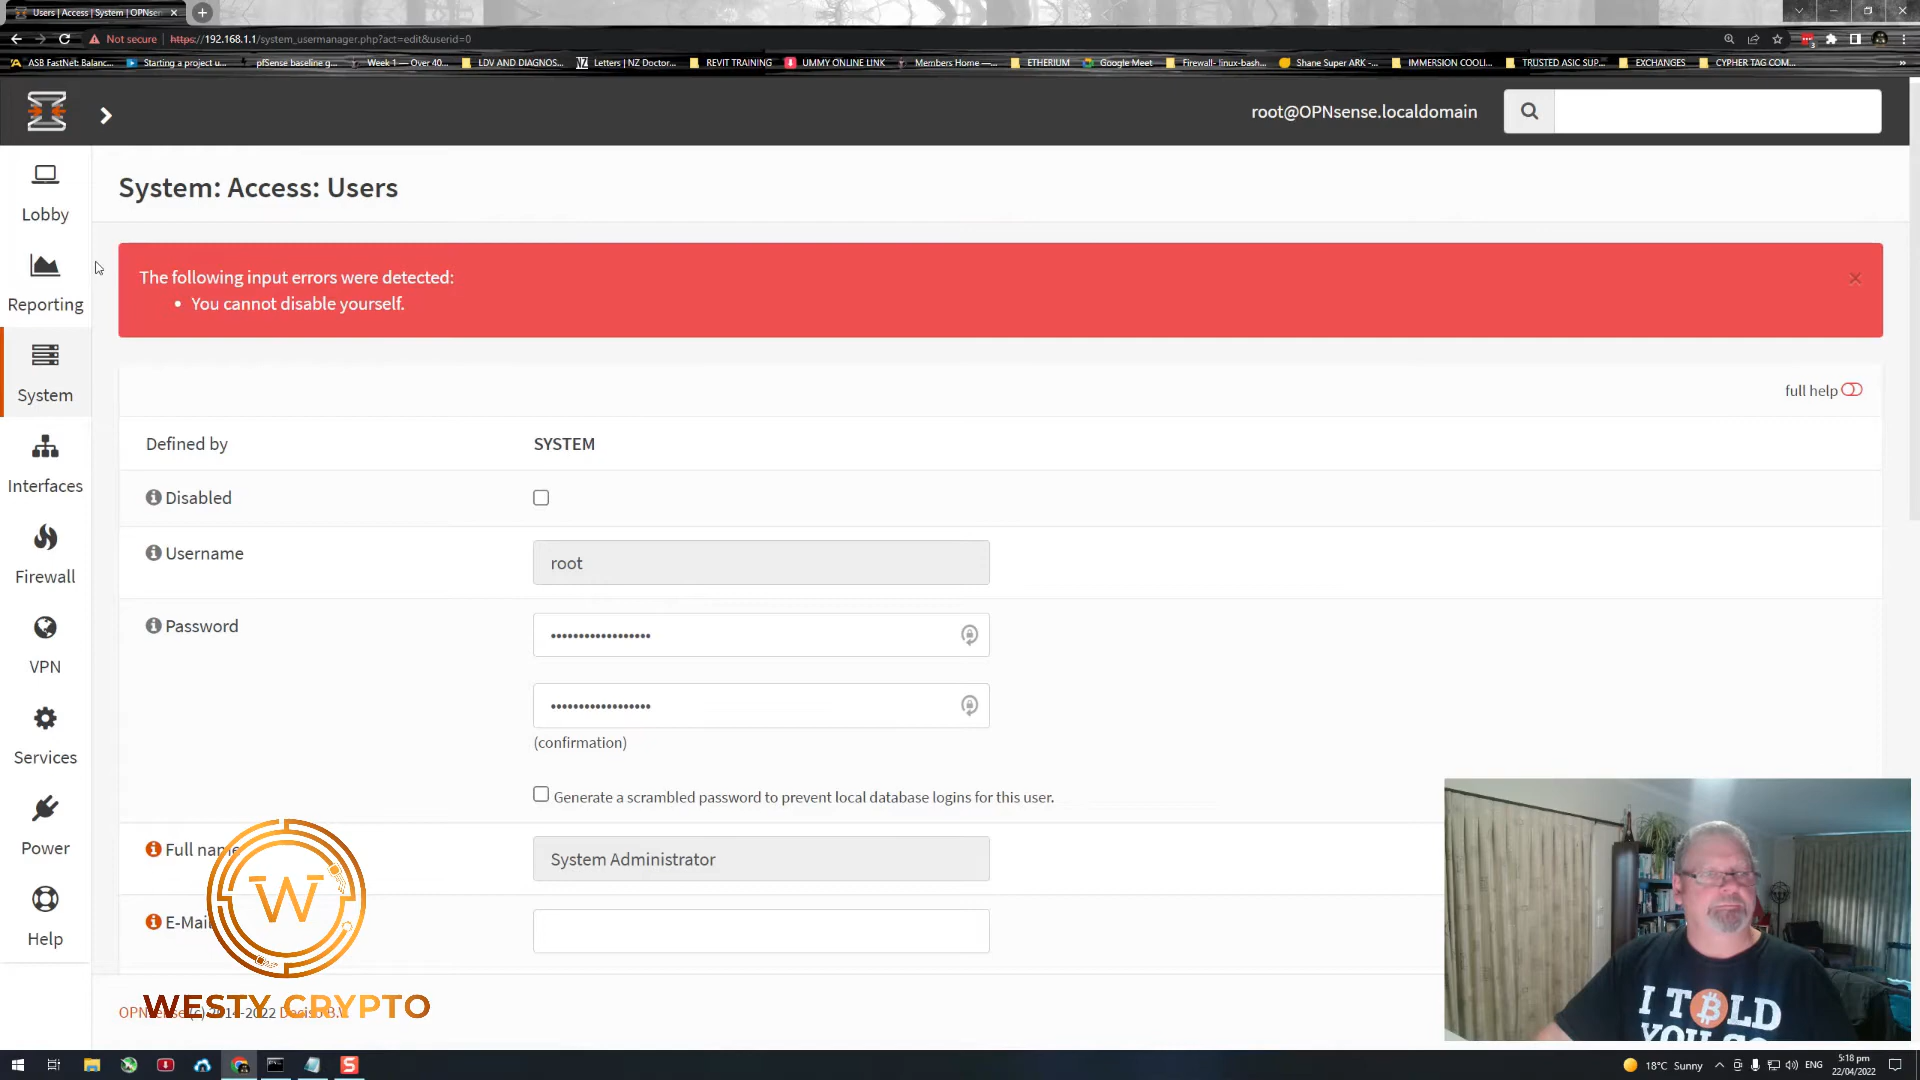 Users | Access | System | OPNse
Not secure https://192.168.1.1/system_usermanager.php?act=edit&userid=0
ASB FastNet: Balanc... Starting a project u... pfSense baseline g... Week 1 — Over 40... LDV AND DIAGNOS... Letters | NZ Doctor... REVIT TRAINING UMMY ONLINE LINK Members Home —... ETHERIUM Google Meet Firewall- linux-bash... Shane Super ARK -... IMMERSION COOLI... TRUSTED ASIC SUP... EXCHANGES CYPHER TAG COM... »
root@OPNsense.localdomain
Lobby
Reporting
System
Interfaces
Firewall
VPN
Services
Power
Help
System: Access: Users
The following input errors were detected:
• You cannot disable yourself.
full help
Defined by SYSTEM
Disabled
Username root
Password ••••••••••••••••••
••••••••••••••••••
(confirmation)
Generate a scrambled password to prevent local database logins for this user.
Full name System Administrator
E-Mail
W
WESTY CRYPTO
OPNsense (c) 2014-2022 Deciso B.V.
I TOLD
YOU SO
18°C Sunny ENG 5:18 pm
22/04/2022